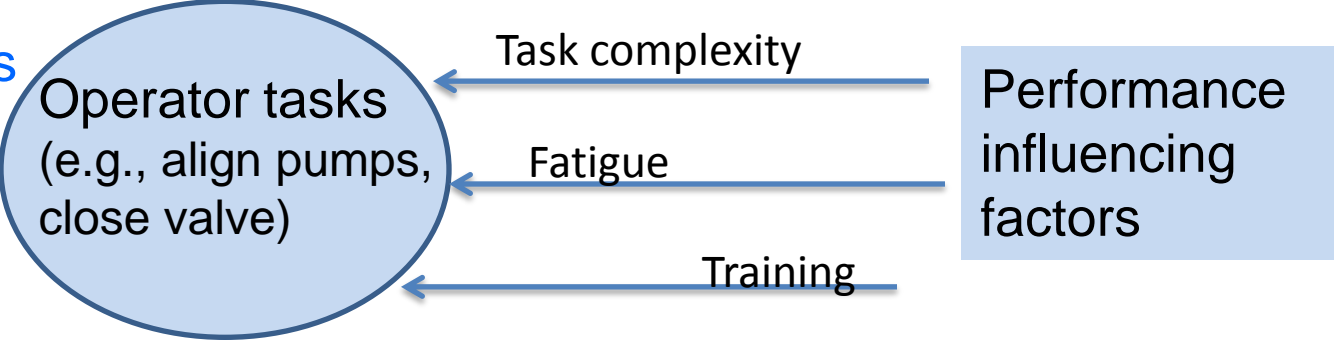 s
Operator tasks
(e.g., align pumps,
close valve)
Task complexity
Fatigue
Training
Performance
influencing
factors